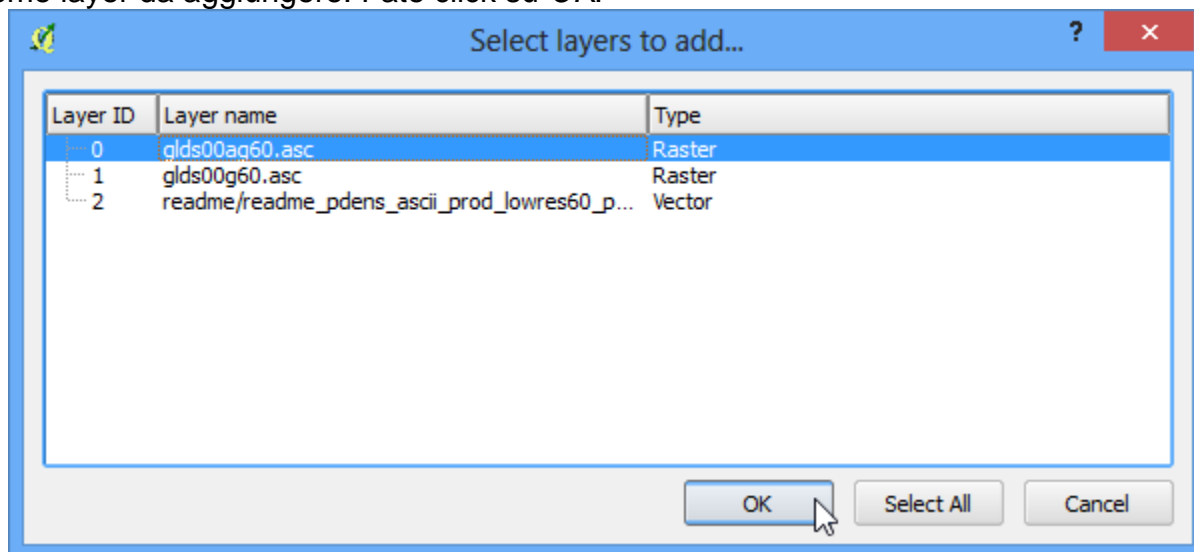 Select layers to add...
?
Layer ID Layer name Type
0 glds00ag60.asc Raster
1 glds00g60.asc Raster
2 readme/readme_pdens_ascii_prod_lowres60_p... Vector
OK Select All Cancel